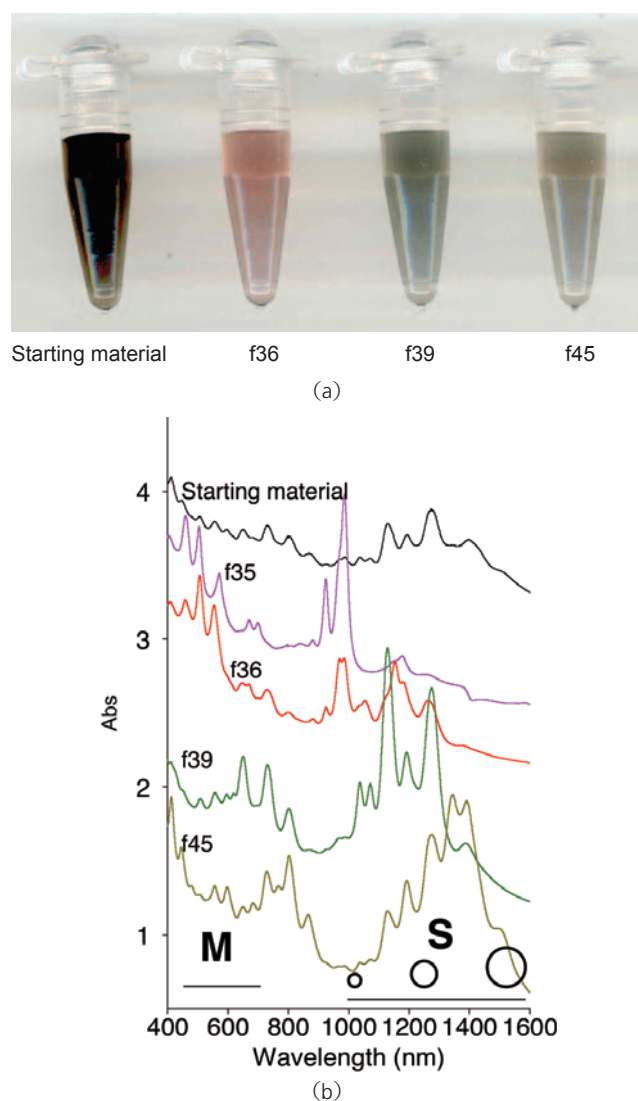 Starting material f36 f39 f45
(a)
4
Starting material
f35
3
f36
Abs
f39
2
f45
1
M
S
400 600 800 1000 1200 1400 1600
Wavelength (nm)
(b)